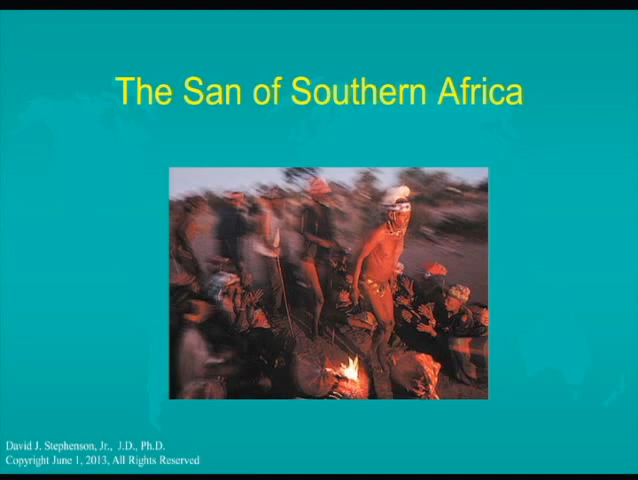 The San of Southern Africa
David J. Stephenson, Jr., J.D., Ph.D.
Copyright June 1, 2013, All Rights Reserved